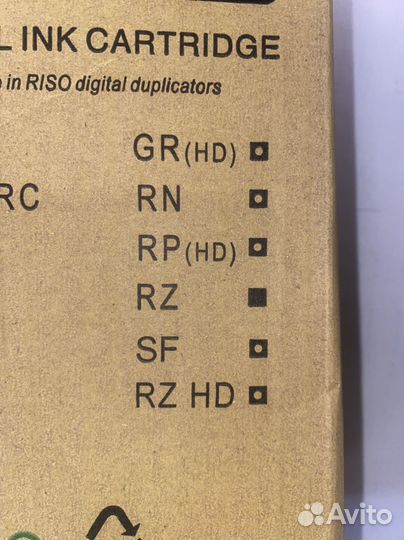 L INK CARTRIDGE
in RISO digital duplicators
GR(HD)
RC RN
RP(HD)
RZ
SF
RZ HD
Avito